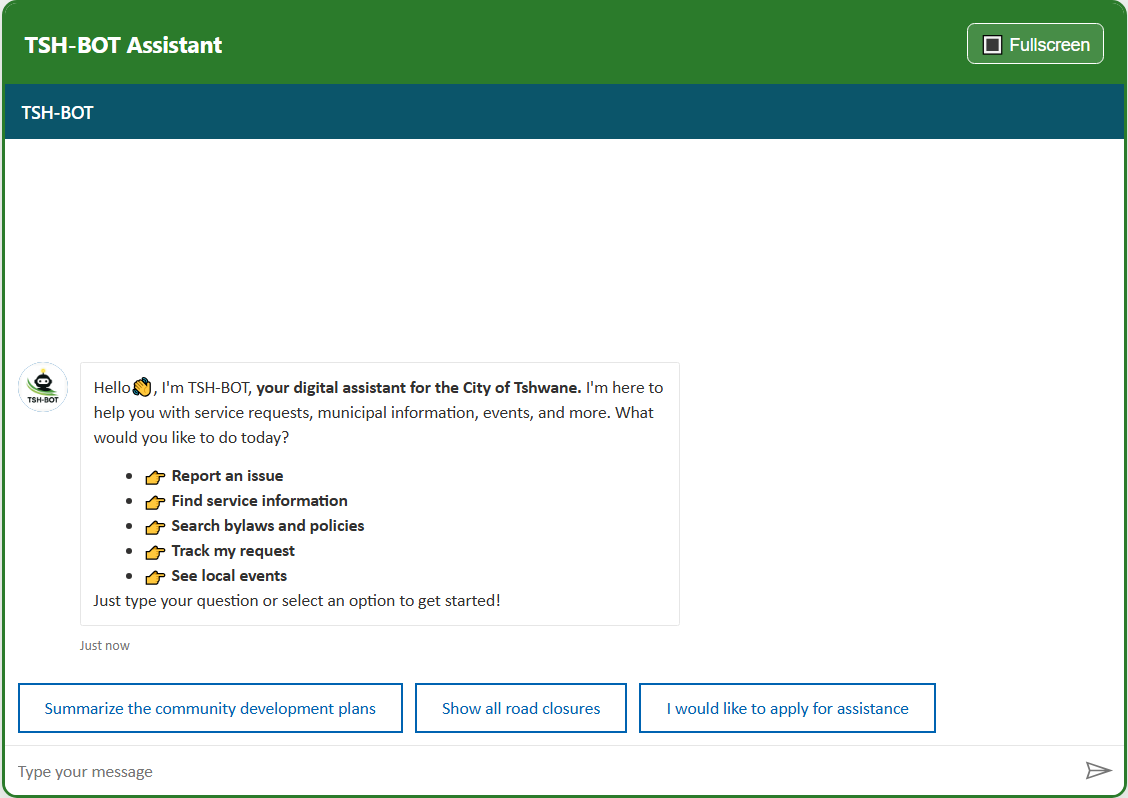 TSH-BOT Assistant
Fullscreen
TSH-BOT
TSH-BOT
Hello👋, I'm TSH-BOT, your digital assistant for the City of Tshwane. I'm here to
help you with service requests, municipal information, events, and more. What
would you like to do today?
• 👉 Report an issue
• 👉 Find service information
• 👉 Search bylaws and policies
• 👉 Track my request
• 👉 See local events
Just type your question or select an option to get started!
Just now
Summarize the community development plans
Show all road closures
I would like to apply for assistance
Type your message